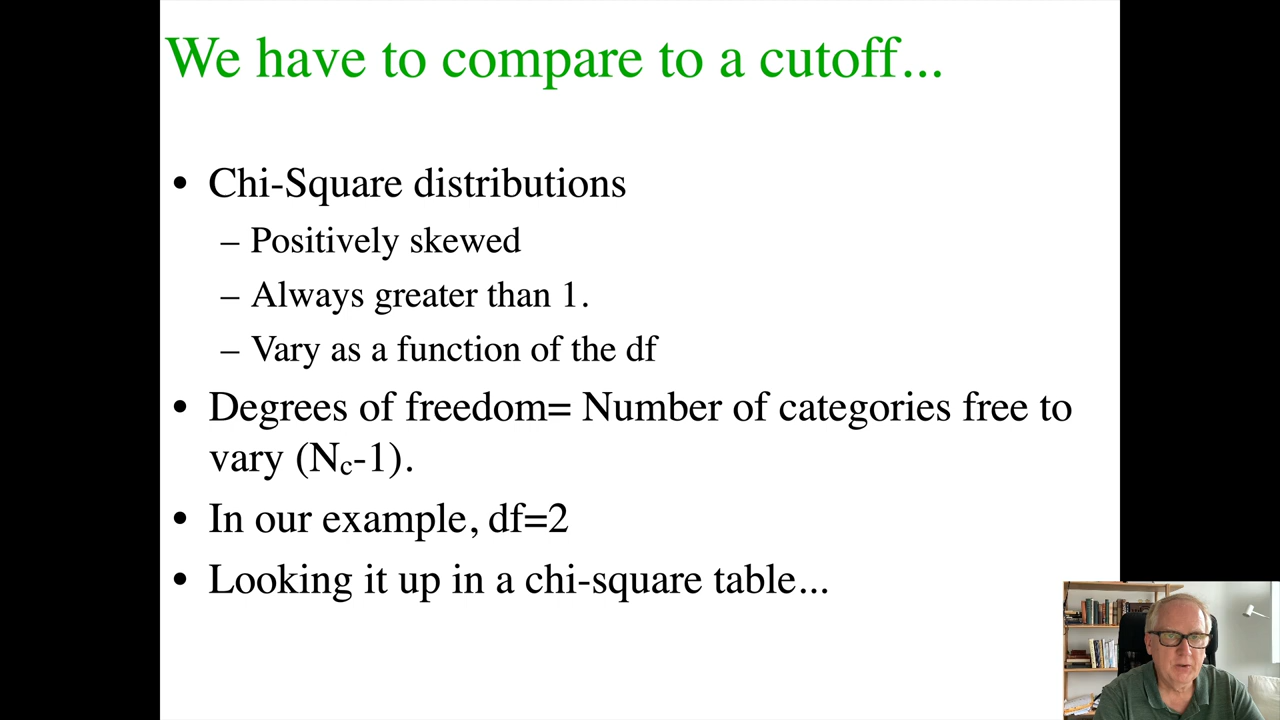 We have to compare to a cutoff...
• Chi-Square distributions
– Positively skewed
– Always greater than 1.
– Vary as a function of the df
• Degrees of freedom= Number of categories free to
vary (Nc-1).
• In our example, df=2
• Looking it up in a chi-square table...